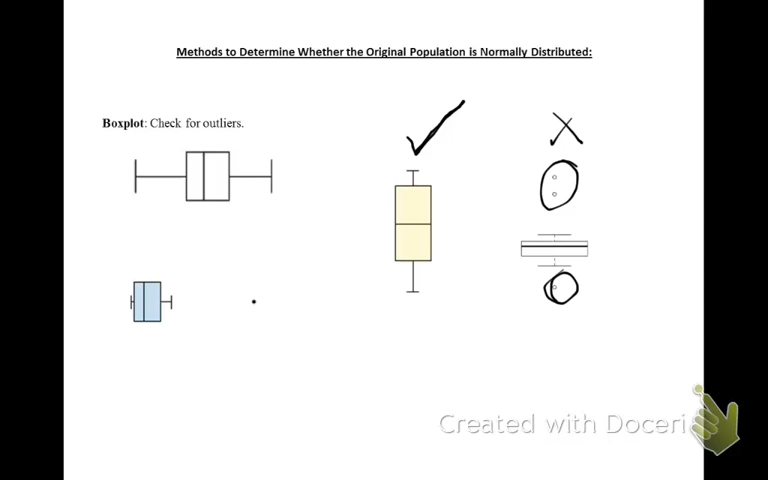 Methods to Determine Whether the Original Population is Normally Distributed:
Boxplot: Check for outliers.
Created with Doceri